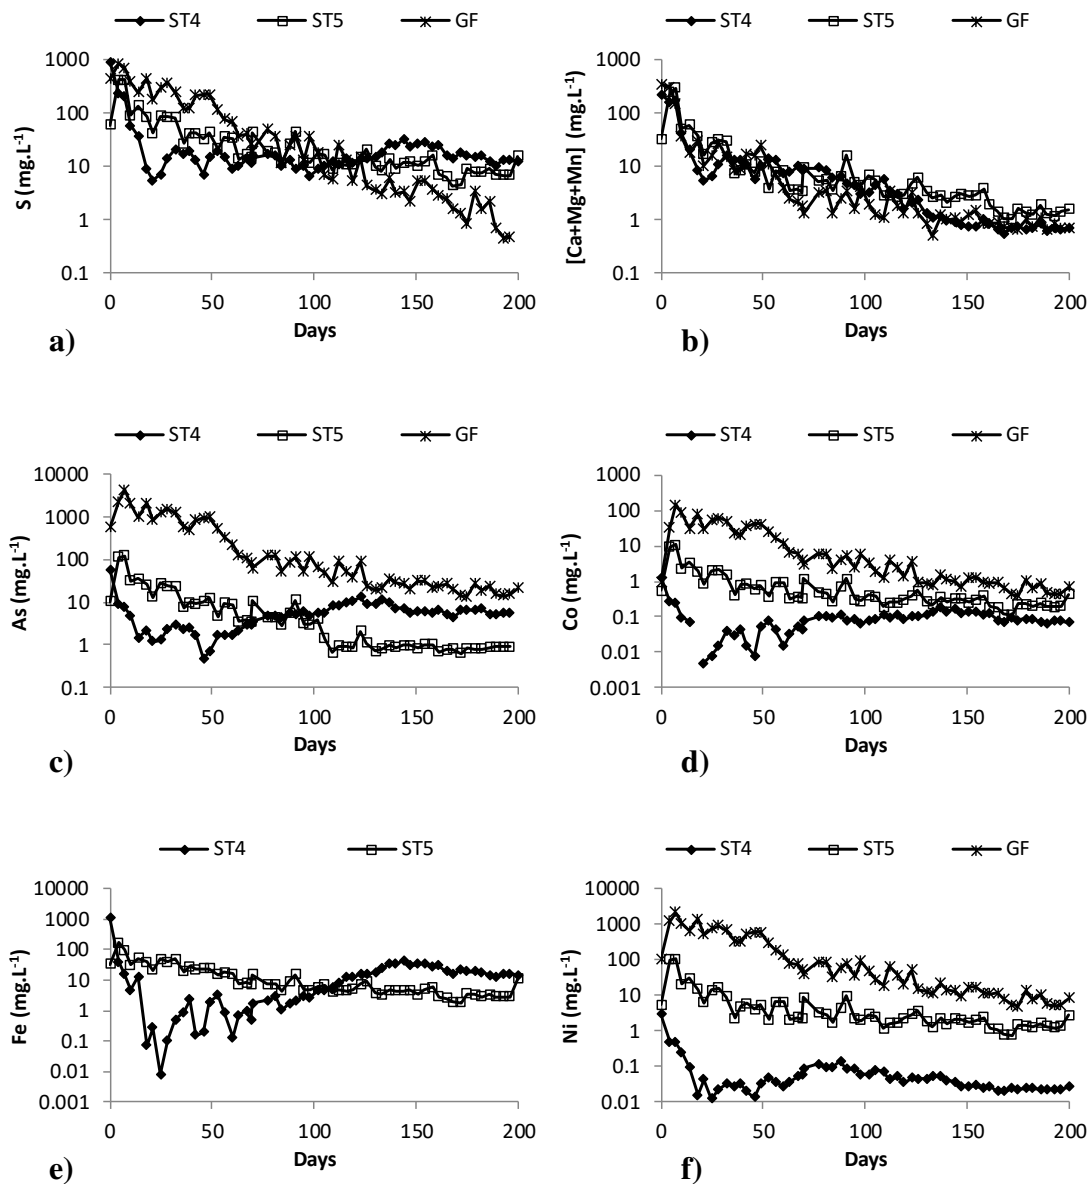 ST4 ST5 GF
1000
100
10
1
0.1
S (mg.L-1)
0 50 100 150 200
Days
a)
ST4 ST5 GF
1000
100
10
1
0.1
[Ca+Mg+Mn] (mg.L-1)
0 50 100 150 200
Days
b)
ST4 ST5 GF
10000
1000
100
10
1
0.1
As (mg.L-1)
0 50 100 150 200
Days
c)
ST4 ST5 GF
1000
100
10
1
0.1
0.01
0.001
Co (mg.L-1)
0 50 100 150 200
Days
d)
ST4 ST5
10000
1000
100
10
1
0.1
0.01
0.001
Fe (mg.L-1)
0 50 100 150 200
Days
e)
ST4 ST5 GF
10000
1000
100
10
1
0.1
0.01
Ni (mg.L-1)
0 50 100 150 200
Days
f)